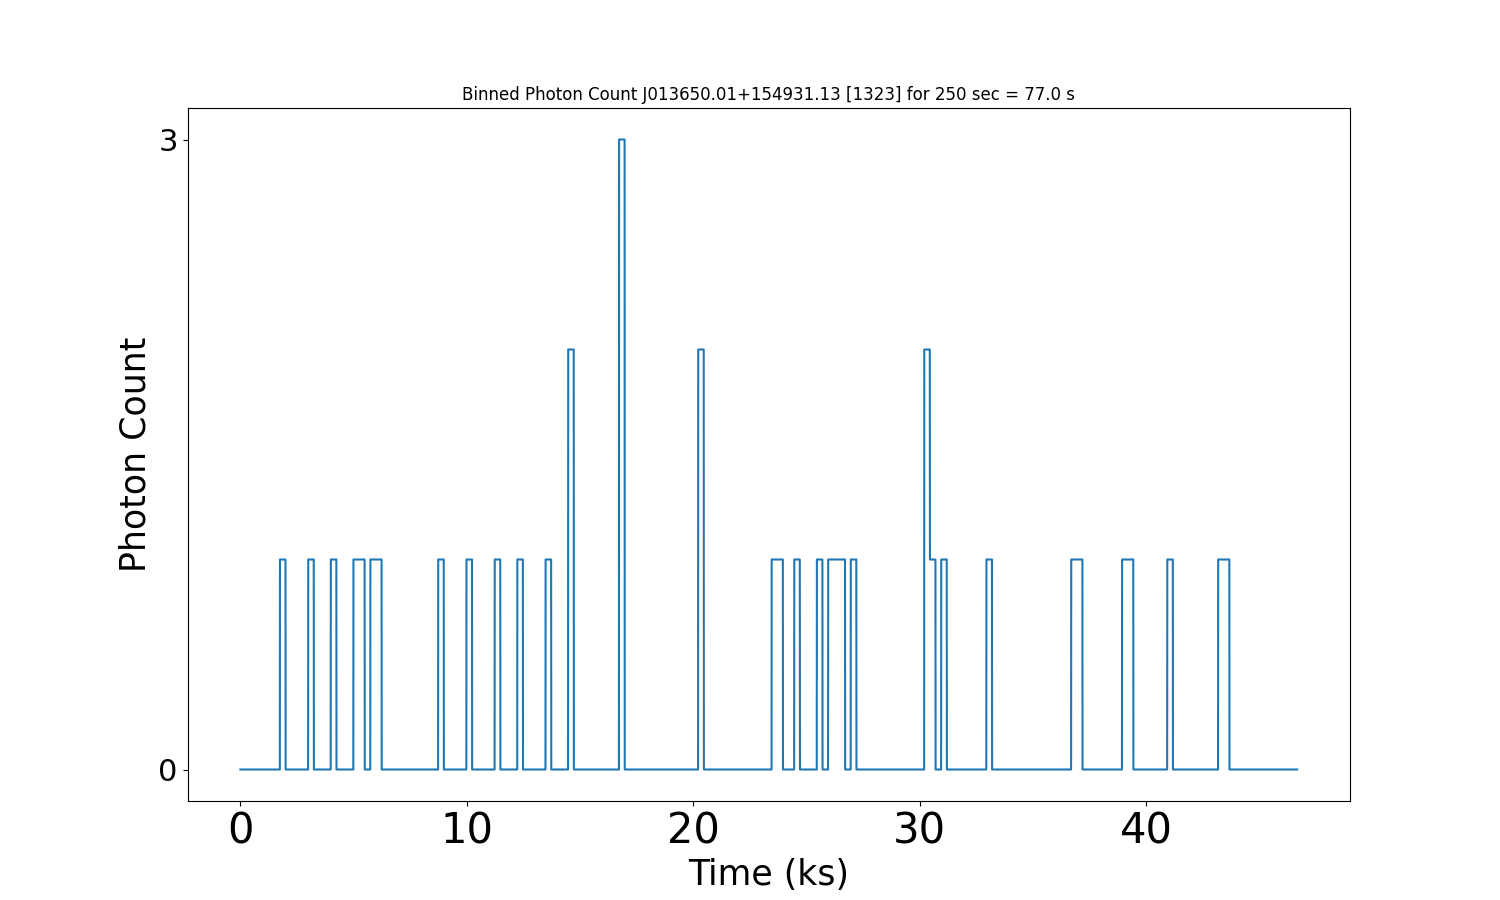 Binned Photon Count J013650.01+154931.13 [1323] for 250 sec = 77.0 s
3
Photon Count
0
0 10 20 30 40
Time (ks)